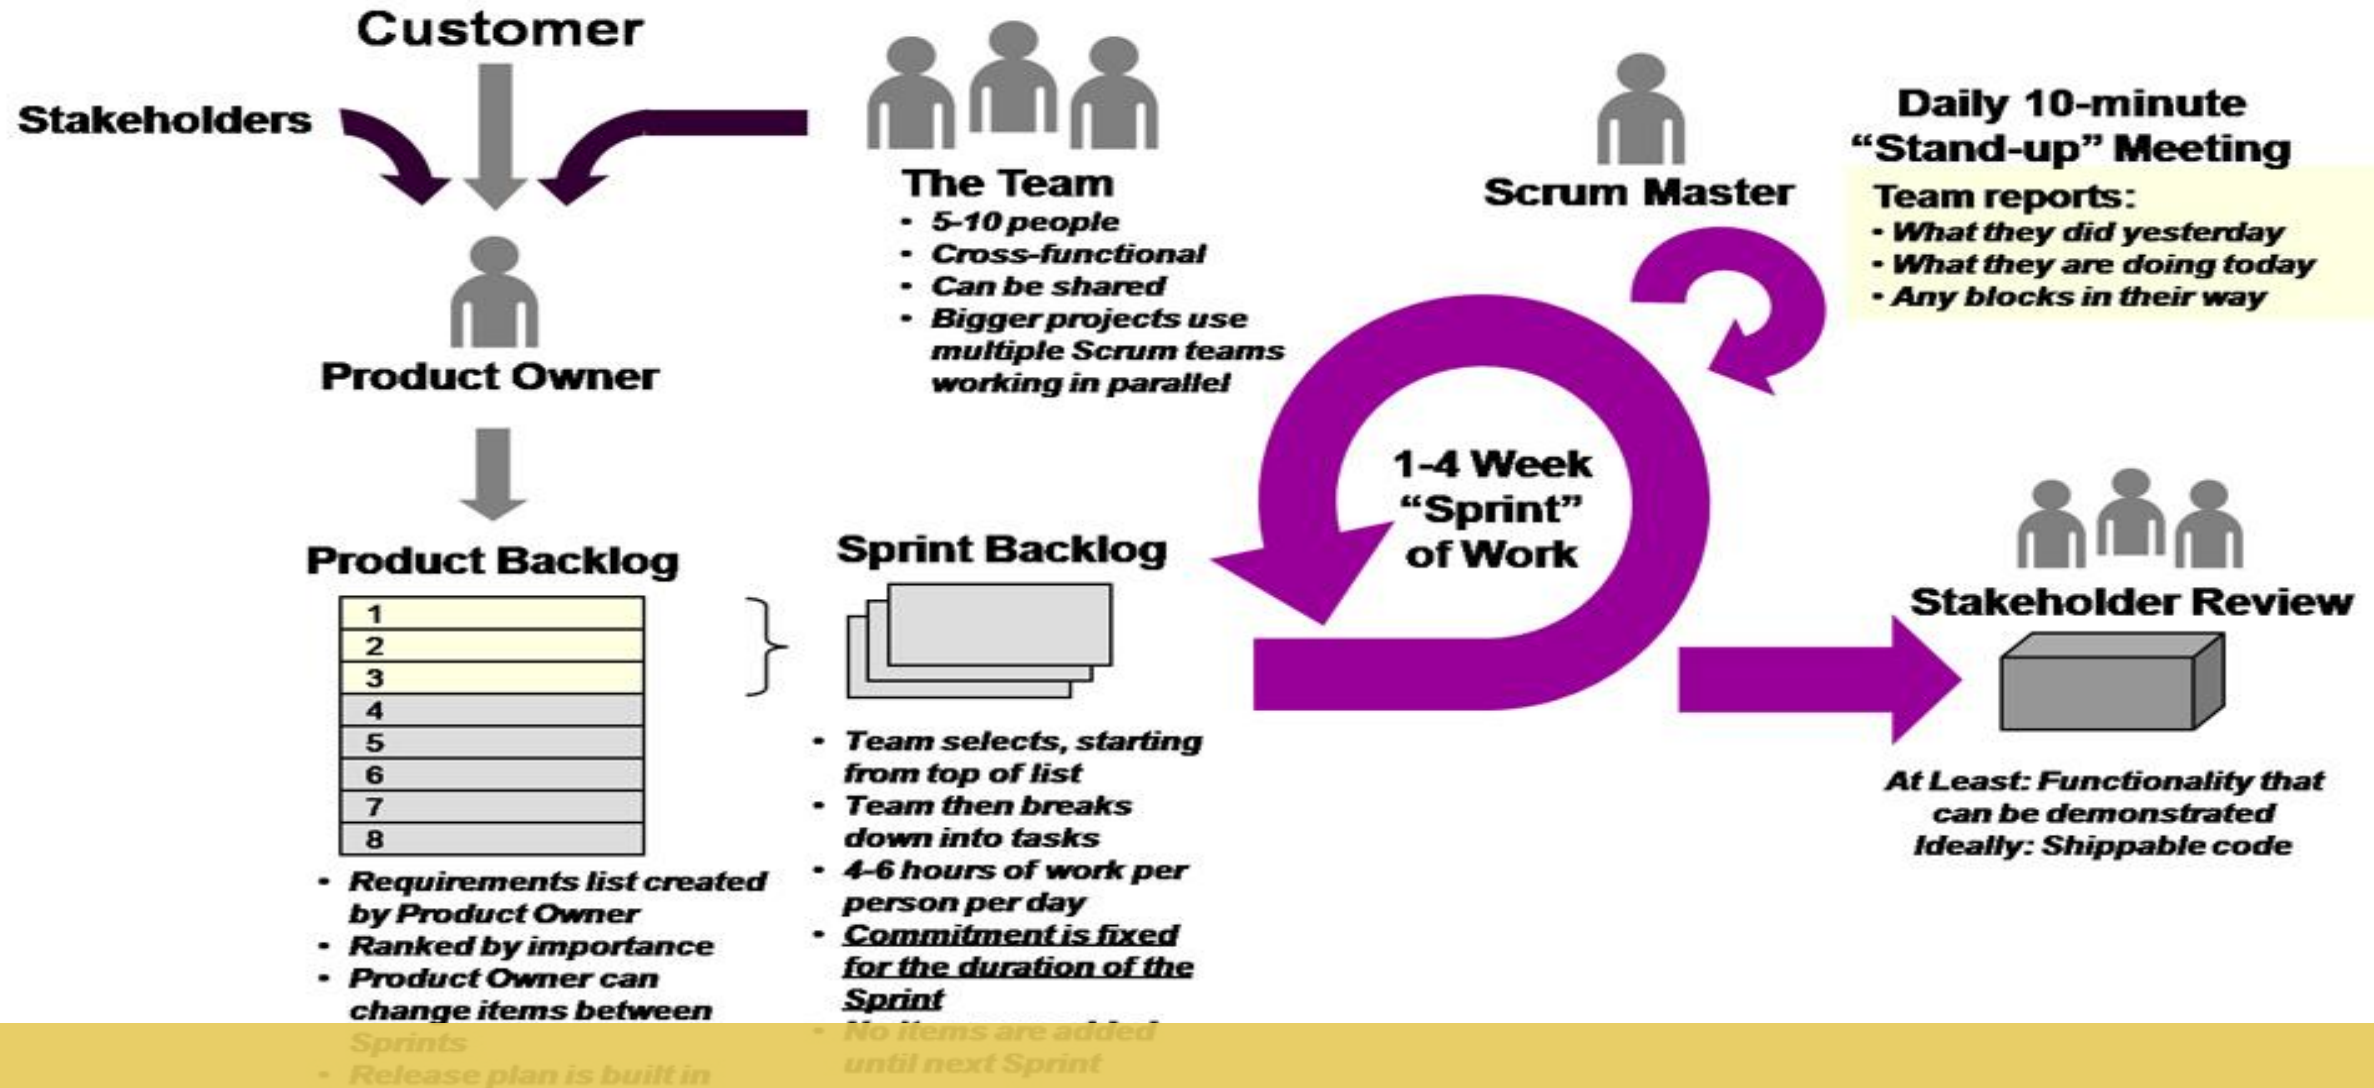 Customer
Stakeholders
Product Owner
The Team
• 5-10 people
• Cross-functional
• Can be shared
• Bigger projects use
multiple Scrum teams
working in parallel
Scrum Master
Daily 10-minute
“Stand-up” Meeting
Team reports:
• What they did yesterday
• What they are doing today
• Any blocks in their way
1-4 Week
“Sprint”
of Work
Product Backlog
1
2
3
4
5
6
7
8
• Requirements list created
by Product Owner
• Ranked by importance
• Product Owner can
change items between
Sprints
• Release plan is built in
Sprint Backlog
• Team selects, starting
from top of list
• Team then breaks
down into tasks
• 4-6 hours of work per
person per day
• Commitment is fixed
for the duration of the
Sprint
• No items are added
until next Sprint
Stakeholder Review
At Least: Functionality that
can be demonstrated
Ideally: Shippable code